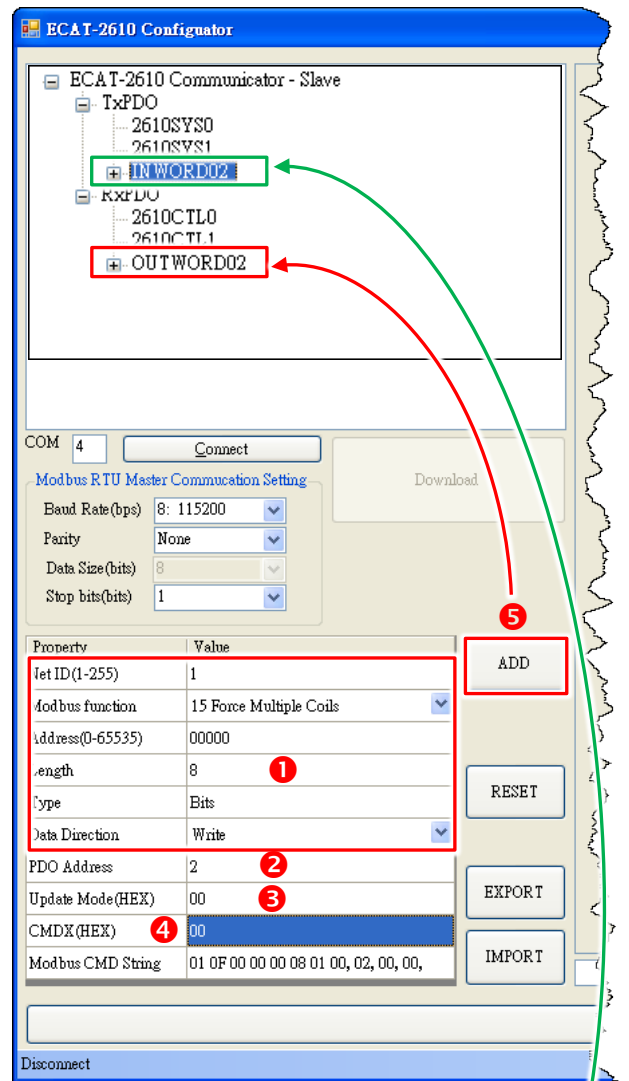 ECAT-2610 Configuator
ECAT-2610 Communicator - Slave
TxPDO
2610SYS0
2610SYS1
INWORD02
RxPDO
2610CTL0
2610CTL1
OUTWORD02
COM 4 Connect
Download
Modbus RTU Master Commucation Setting
Baud Rate(bps) 8: 115200
Parity None
Data Size(bits) 8
Stop bits(bits) 1
5
Property Value
ADD
Net ID(1-255) 1
Modbus function 15 Force Multiple Coils
Address(0-65535) 00000
Length 8 1
RESET
Type Bits
Data Direction Write
PDO Address 2 2
Update Mode(HEX) 00 3
EXPORT
CMDX(HEX) 4 00
Modbus CMD String 01 0F 00 00 00 08 01 00, 02, 00, 00,
IMPORT
Disconnect